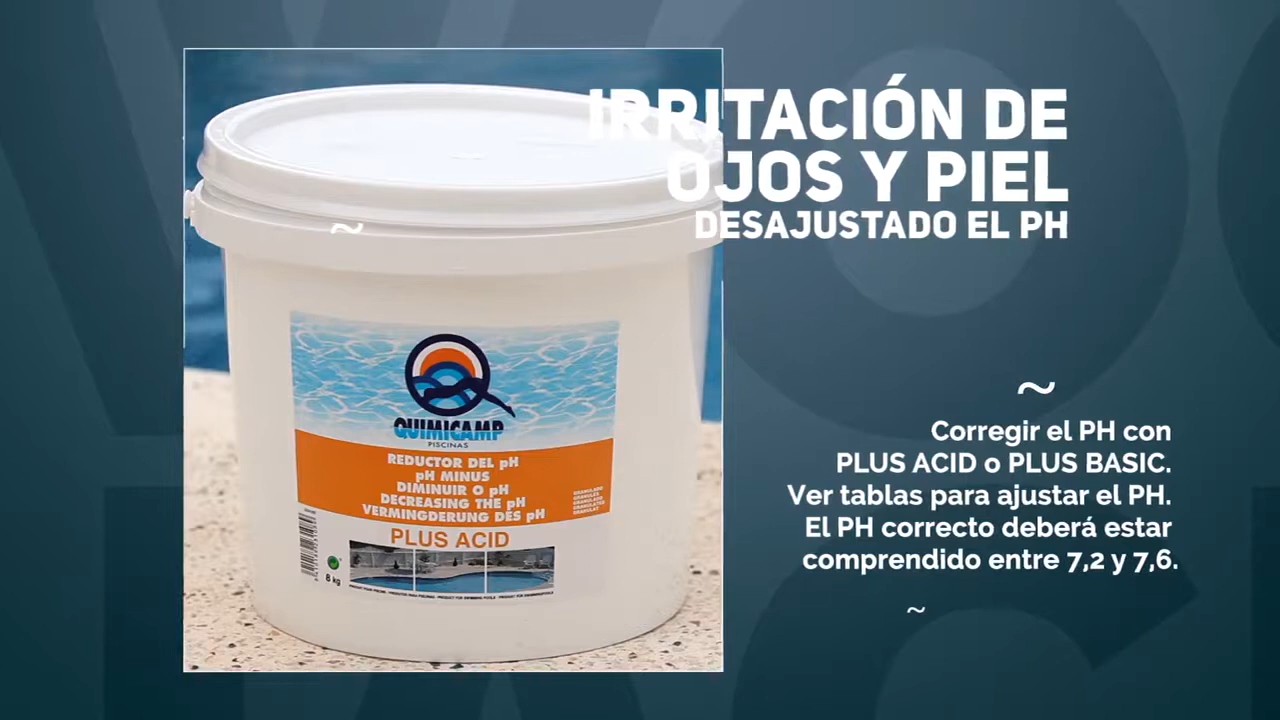 IRRITACIÓN DE
OJOS Y PIEL
DESAJUSTADO EL PH
~
QUIMICAMP
PISCINAS
REDUCTOR DEL pH
pH MINUS
DIMINUIR O pH
DECREASING THE pH
VERMINGDERUNG DES pH
PLUS ACID
8 kg
~
Corregir el PH con
PLUS ACID o PLUS BASIC.
Ver tablas para ajustar el PH.
El PH correcto deberá estar
comprendido entre 7,2 y 7,6.
~